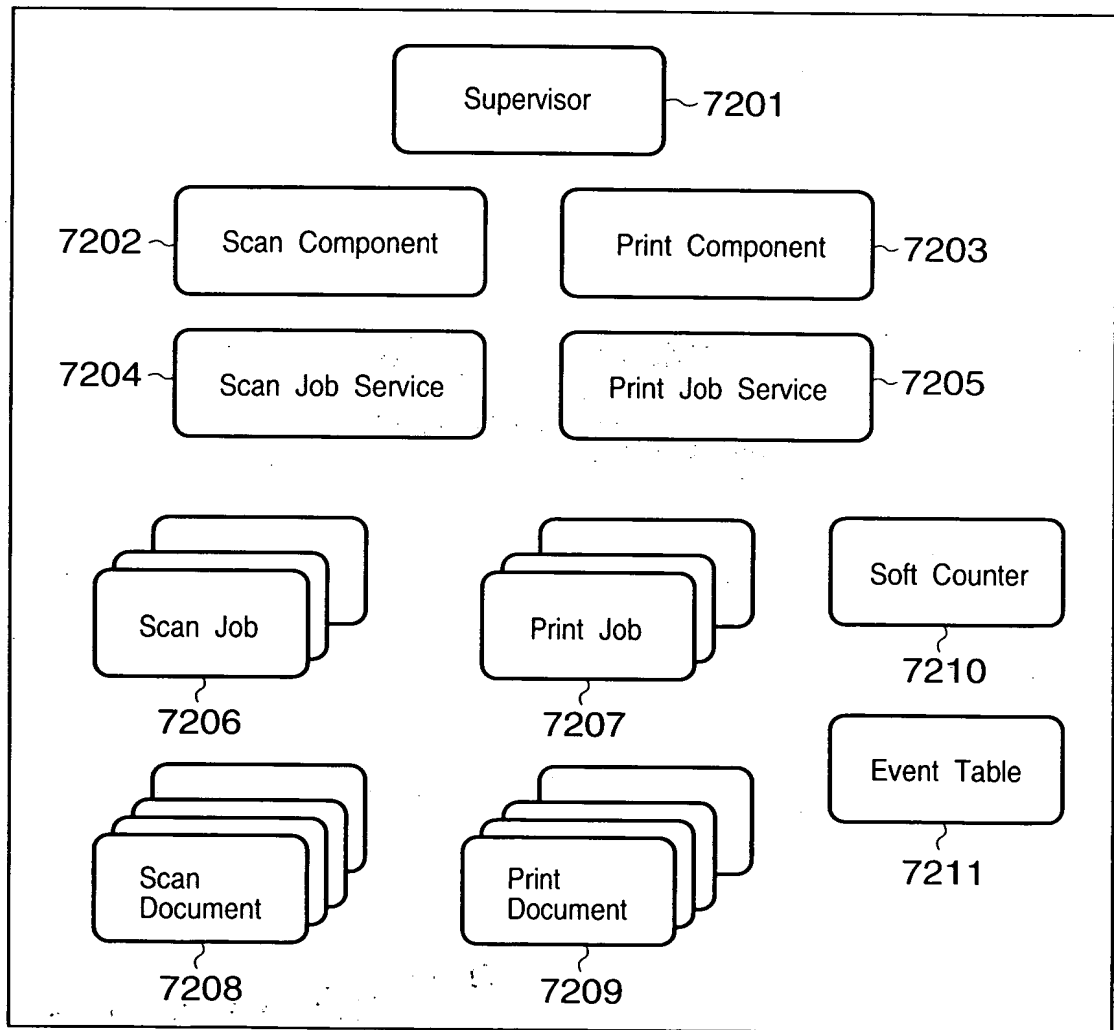 Supervisor
7201
7202
Scan Component
Print Component
7203
7204
Scan Job Service
Print Job Service
7205
Scan Job
Print Job
Soft Counter
7206
7207
7210
Event Table
7211
Scan
Document
Print
Document
7208
7209